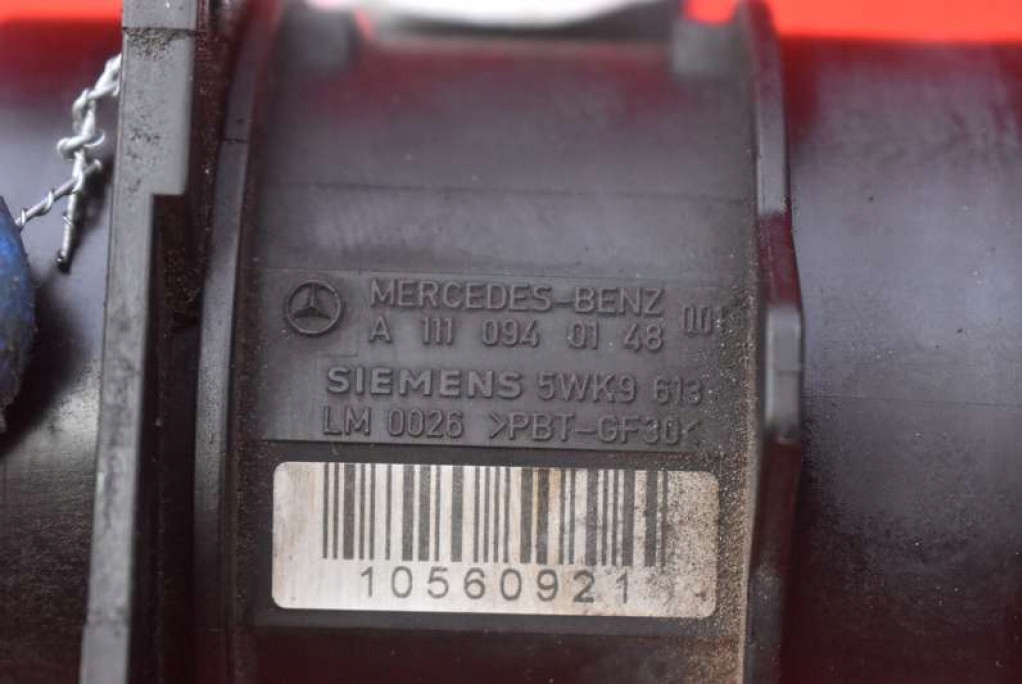 MERCEDES-BENZ
A 111 094 01 48
SIEMENS 5WK9 613
LM 0026 >PBT-GF30<
10560921